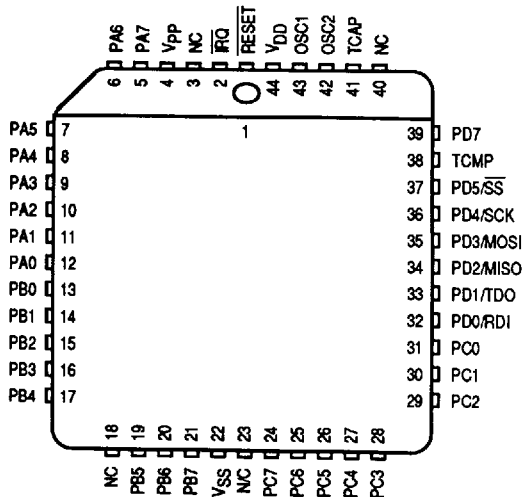 PA6 PA7 VPP NC IRQ RESET VDD OSC1 OSC2 TCAP NC
6 5 4 3 2 44 43 42 41 40
1
PA5 7
PA4 8
PA3 9
PA2 10
PA1 11
PA0 12
PB0 13
PB1 14
PB2 15
PB3 16
PB4 17
39 PD7
38 TCMP
37 PD5/SS
36 PD4/SCK
35 PD3/MOSI
34 PD2/MISO
33 PD1/TDO
32 PD0/RDI
31 PC0
30 PC1
29 PC2
18 19 20 21 22 23 24 25 26 27 28
NC PB5 PB6 PB7 VSS N/C PC7 PC6 PC5 PC4 PC3